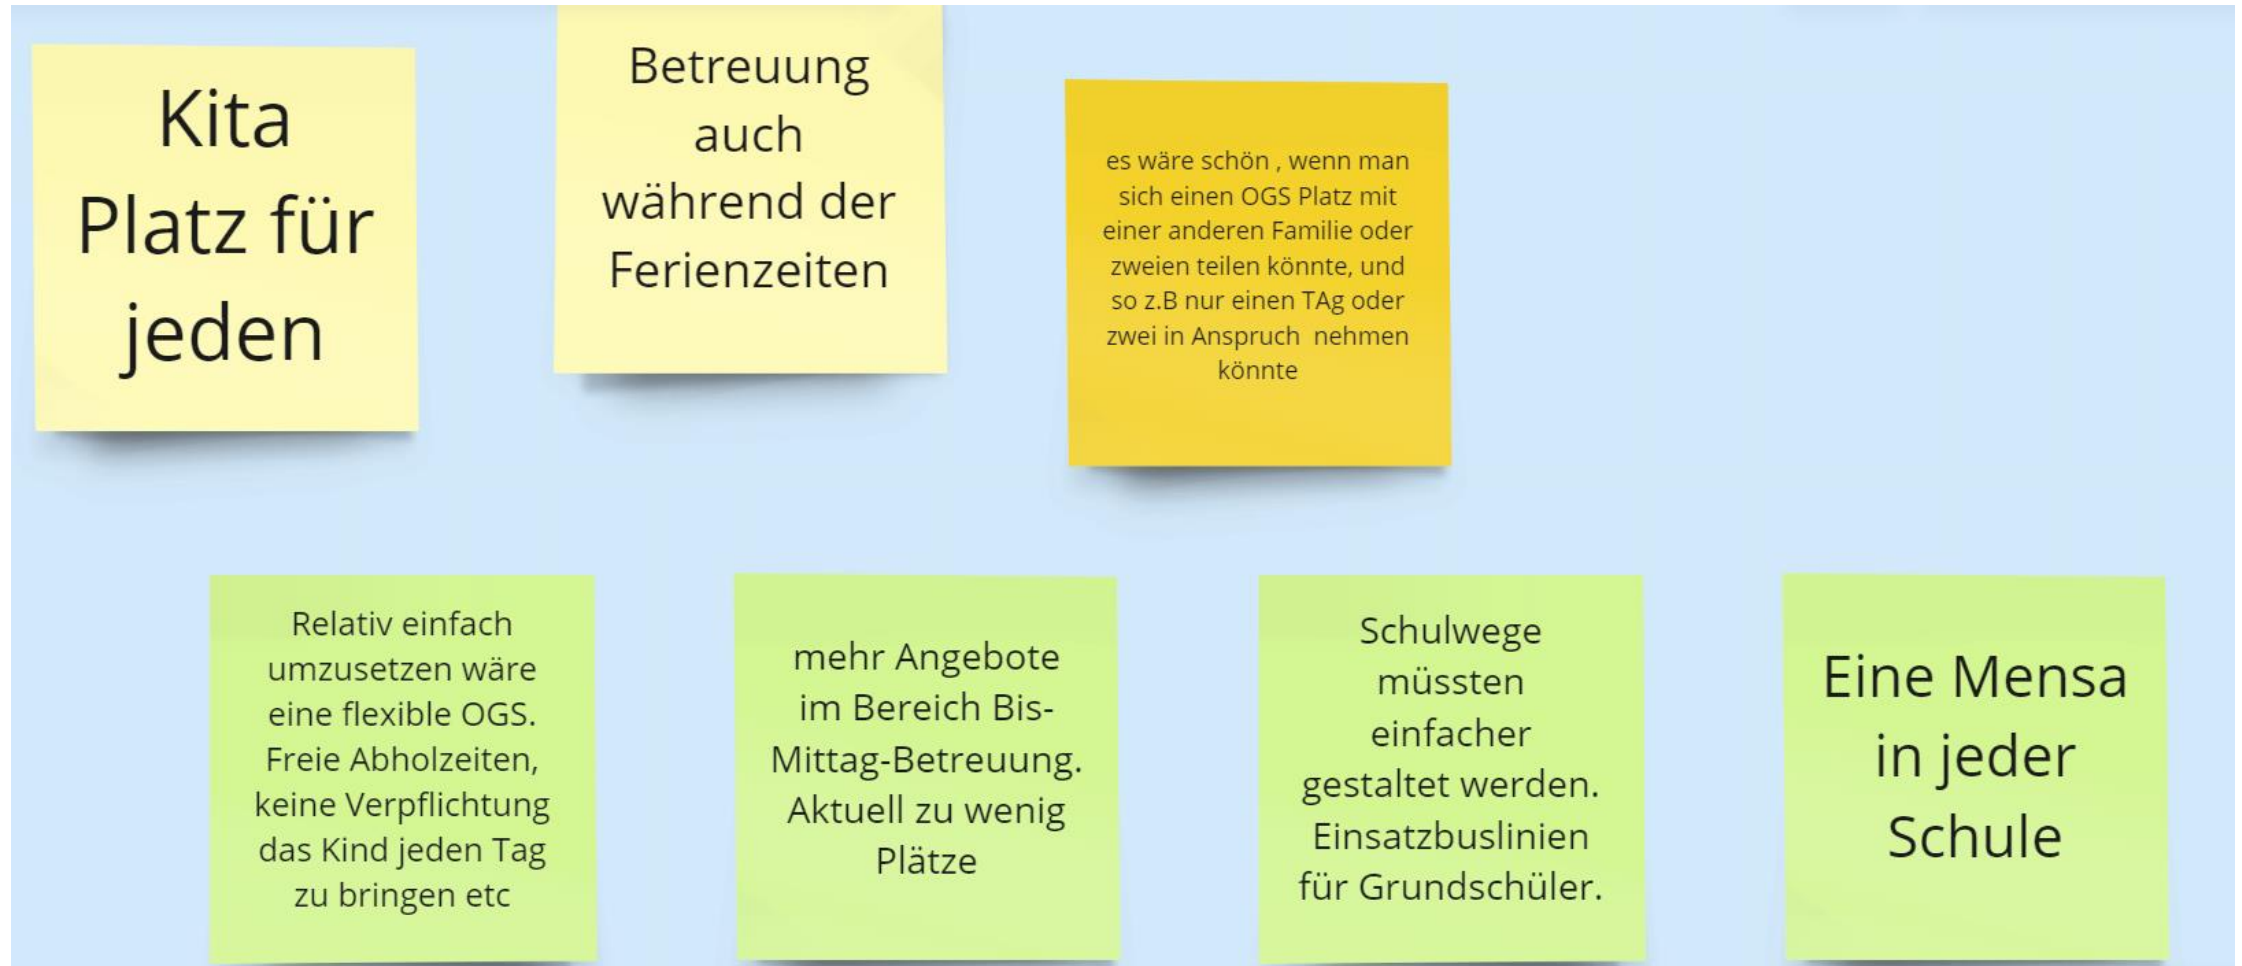 Kita
Platz für
jeden
Betreuung
auch
während der
Ferienzeiten
es wäre schön , wenn man
sich einen OGS Platz mit
einer anderen Familie oder
zweien teilen könnte, und
so z.B nur einen TAg oder
zwei in Anspruch  nehmen
könnte
Relativ einfach
umzusetzen wäre
eine flexible OGS.
Freie Abholzeiten,
keine Verpflichtung
das Kind jeden Tag
zu bringen etc
mehr Angebote
im Bereich Bis-
Mittag-Betreuung.
Aktuell zu wenig
Plätze
Schulwege
müssten
einfacher
gestaltet werden.
Einsatzbuslinien
für Grundschüler.
Eine Mensa
in jeder
Schule